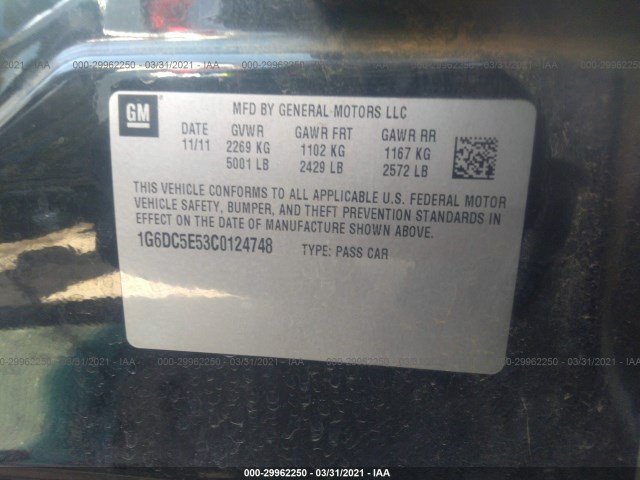 000-29962250 - 03/31/2021 - IAA
GM
MFD BY GENERAL MOTORS LLC
DATE GVWR GAWR FRT GAWR RR
11/11 2269 KG 1102 KG 1167 KG
5001 LB 2429 LB 2572 LB
THIS VEHICLE CONFORMS TO ALL APPLICABLE U.S. FEDERAL MOTOR
VEHICLE SAFETY, BUMPER, AND THEFT PREVENTION STANDARDS IN
EFFECT ON THE DATE OF MANUFACTURE SHOWN ABOVE.
1G6DC5E53C0124748 TYPE: PASS CAR
000-29962250 - 03/31/2021 - IAA
000-29962250 - 03/31/2021 - IAA